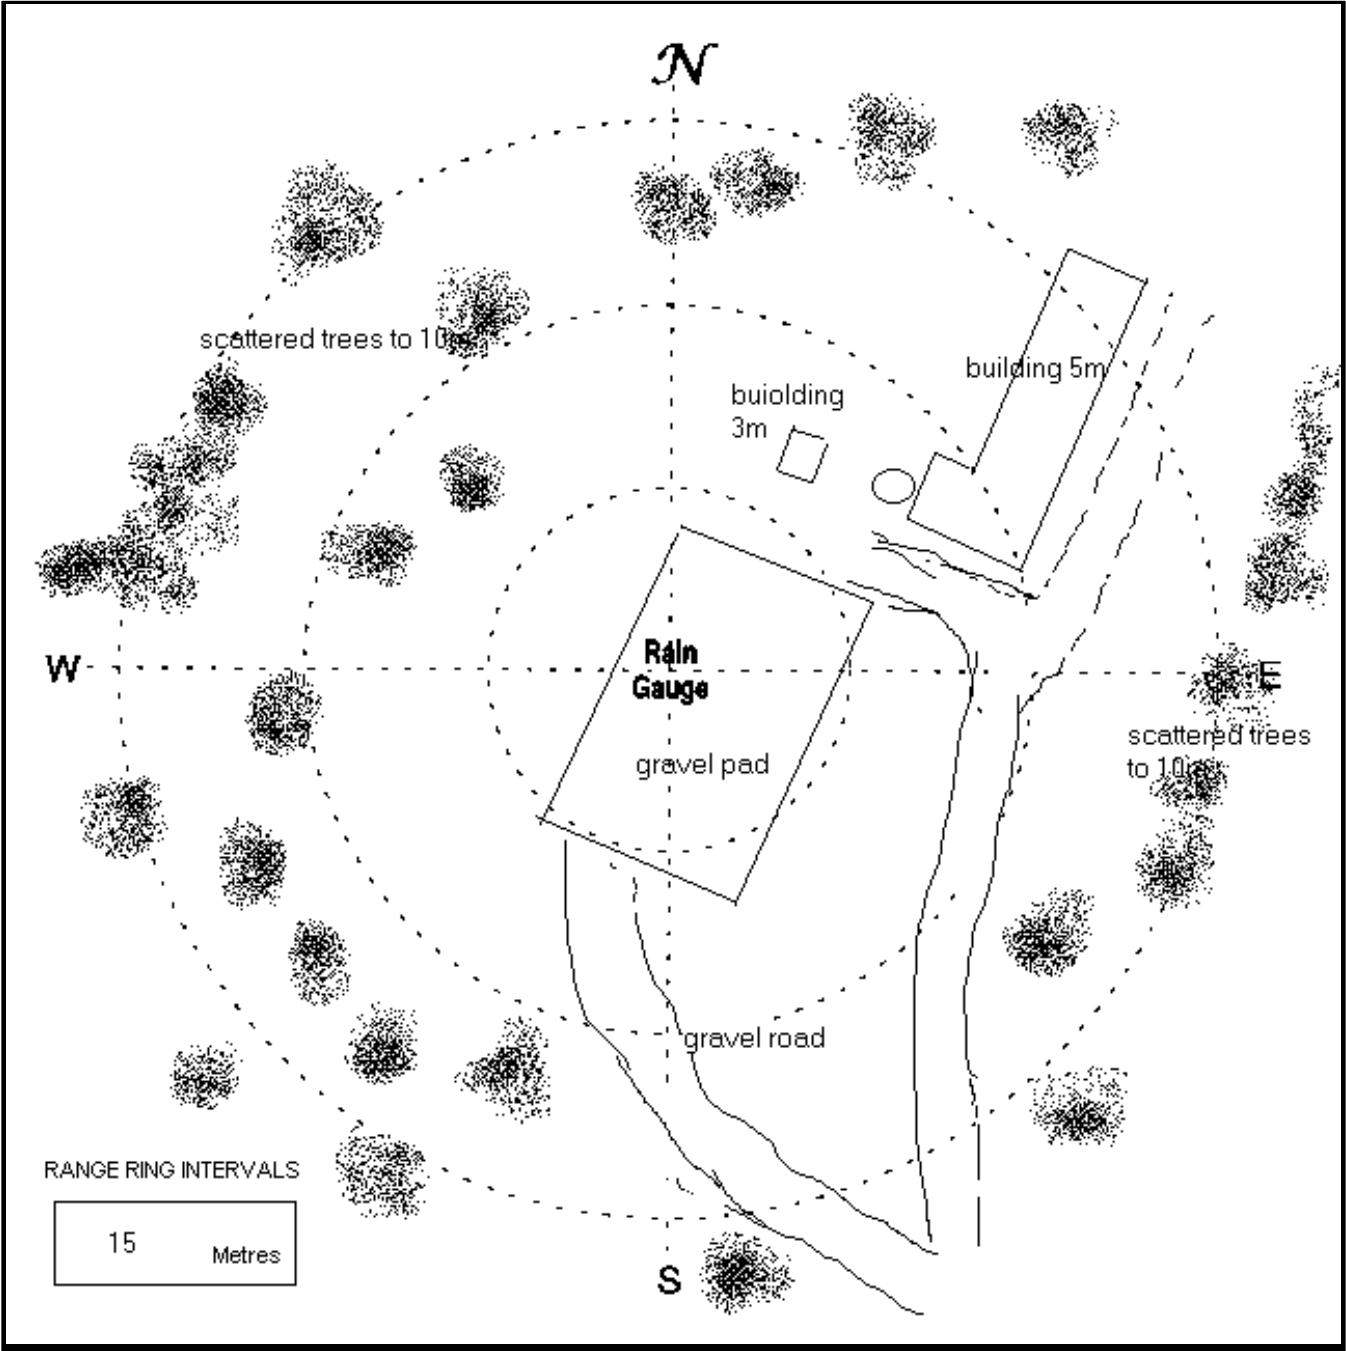 N
scattered trees to 10m
building 5m
buiolding
3m
W
Rain
Gauge
E
gravel pad
scattered trees
to 10m
gravel road
RANGE RING INTERVALS
15 Metres
S